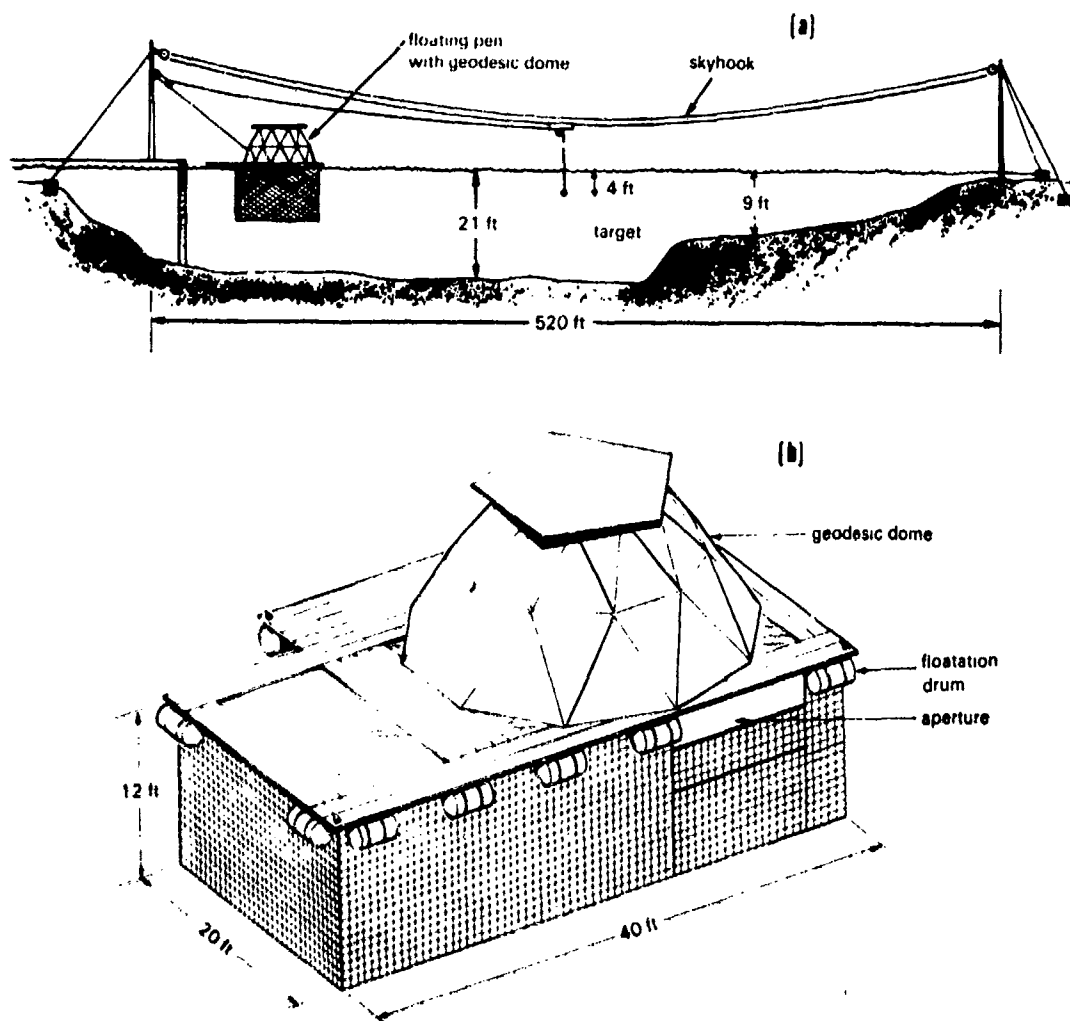 (a)
floating pen
with geodesic dome
skyhook
4 ft
9 ft
21 ft
target
520 ft
(b)
geodesic dome
floatation
drum
aperture
12 ft
20 ft
40 ft